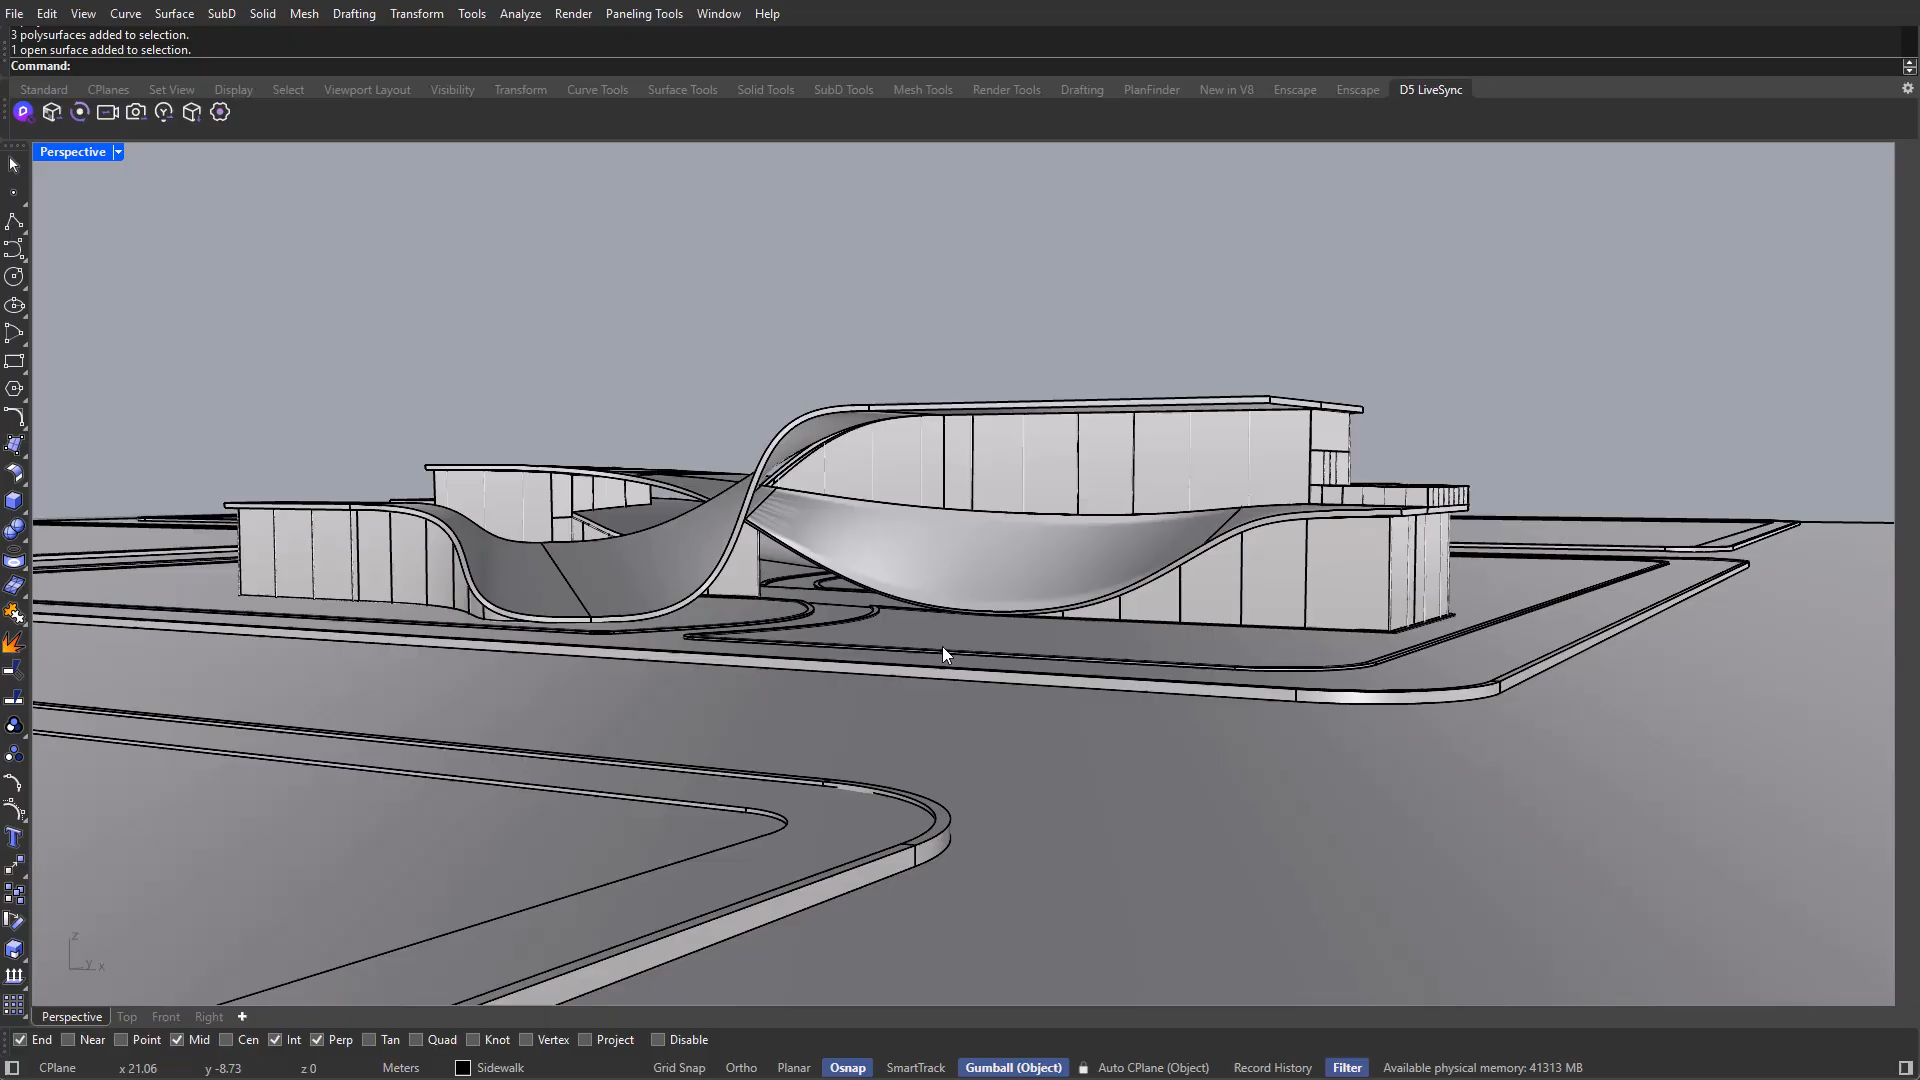 File Edit View Curve Surface SubD Solid Mesh Drafting Transform Tools Analyze Render Paneling Tools Window Help
3 polysurfaces added to selection.
1 open surface added to selection.
Command:
Standard CPlanes Set View Display Select Viewport Layout Visibility Transform Curve Tools Surface Tools Solid Tools SubD Tools Mesh Tools Render Tools Drafting PlanFinder New in V8 Enscape Enscape D5 LiveSync
Perspective
z
y x
Perspective Top Front Right
End Near Point Mid Cen Int Perp Tan Quad Knot Vertex Project Disable
CPlane x 21.06 y -8.73 z 0 Meters Sidewalk Grid Snap Ortho Planar Osnap SmartTrack Gumball (Object) Auto CPlane (Object) Record History Filter Available physical memory: 41313 MB